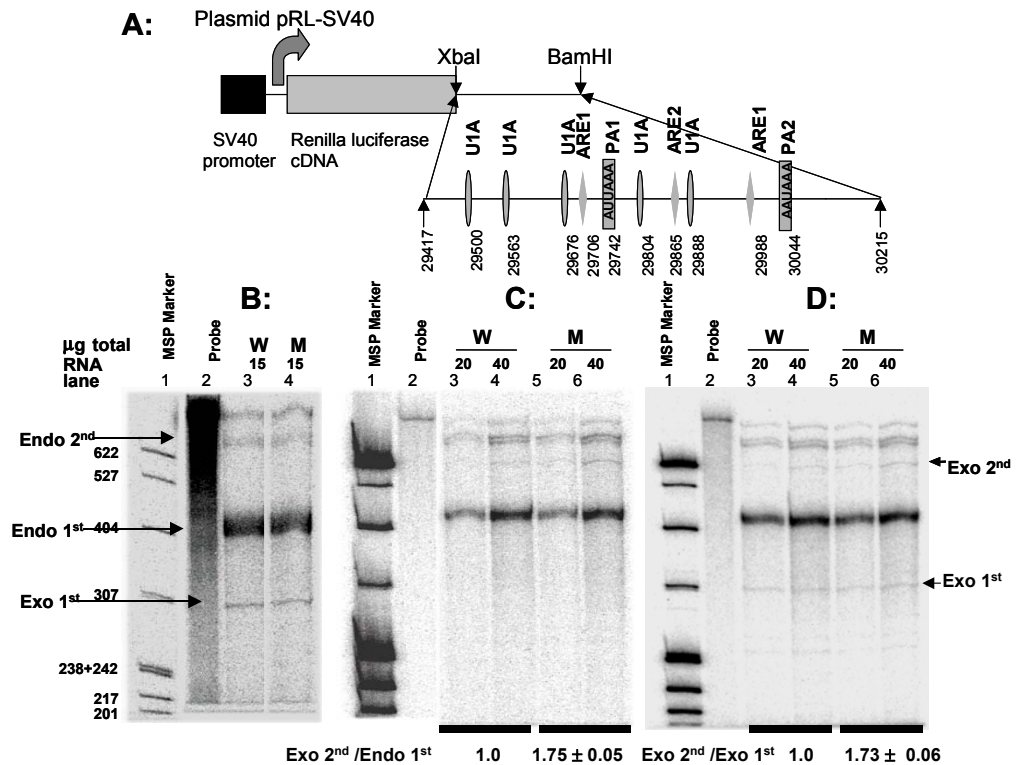 A:
Plasmid pRL-SV40
XbaI
BamHI
SV40 promoter
Renilla luciferase cDNA
U1A
U1A
U1A
ARE1
PA1
U1A
ARE2
U1A
ARE1
PA2
AUUAAA
AAUAAA
29417
29500
29563
29676
29706
29742
29804
29865
29888
29988
30044
30215
B:
MSP Marker
Probe
W
M
µg total RNA
15
15
lane
1
2
3
4
Endo 2nd
622
527
Endo 1st
404
Exo 1st
307
238+242
217
201
C:
MSP Marker
Probe
W
M
20
40
20
40
1
2
3
4
5
6
Exo 2nd /Endo 1st
1.0
1.75 ± 0.05
D:
MSP Marker
Probe
W
M
20
40
20
40
1
2
3
4
5
6
Exo 2nd
Exo 1st
Exo 2nd /Exo 1st
1.0
1.73 ± 0.06